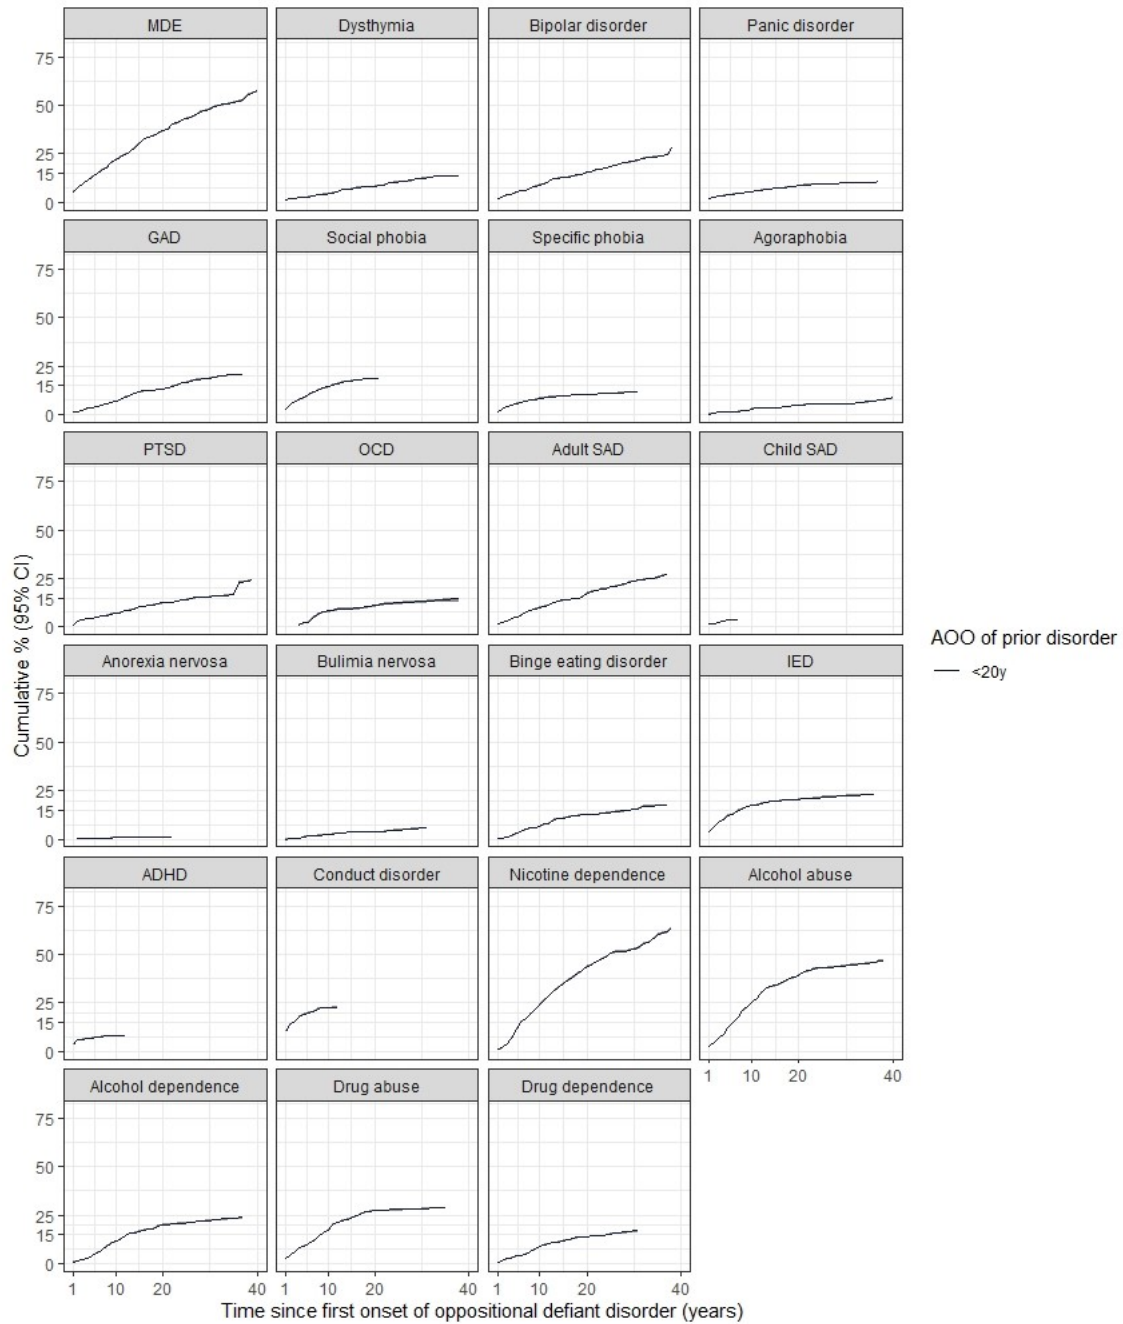 MDE Dysthymia Bipolar disorder Panic disorder
75
50
25
15
0
GAD Social phobia Specific phobia Agoraphobia
75
50
25
15
0
PTSD OCD Adult SAD Child SAD
75
50
25
15
0
Cumulative % (95% CI)
AOO of prior disorder
<20y
Anorexia nervosa Bulimia nervosa Binge eating disorder IED
75
50
25
15
0
ADHD Conduct disorder Nicotine dependence Alcohol abuse
75
50
25
15
0
1 10 20 40
Alcohol dependence Drug abuse Drug dependence
75
50
25
15
0
1 10 20 40 1 10 20 40 1 10 20 40
Time since first onset of oppositional defiant disorder (years)